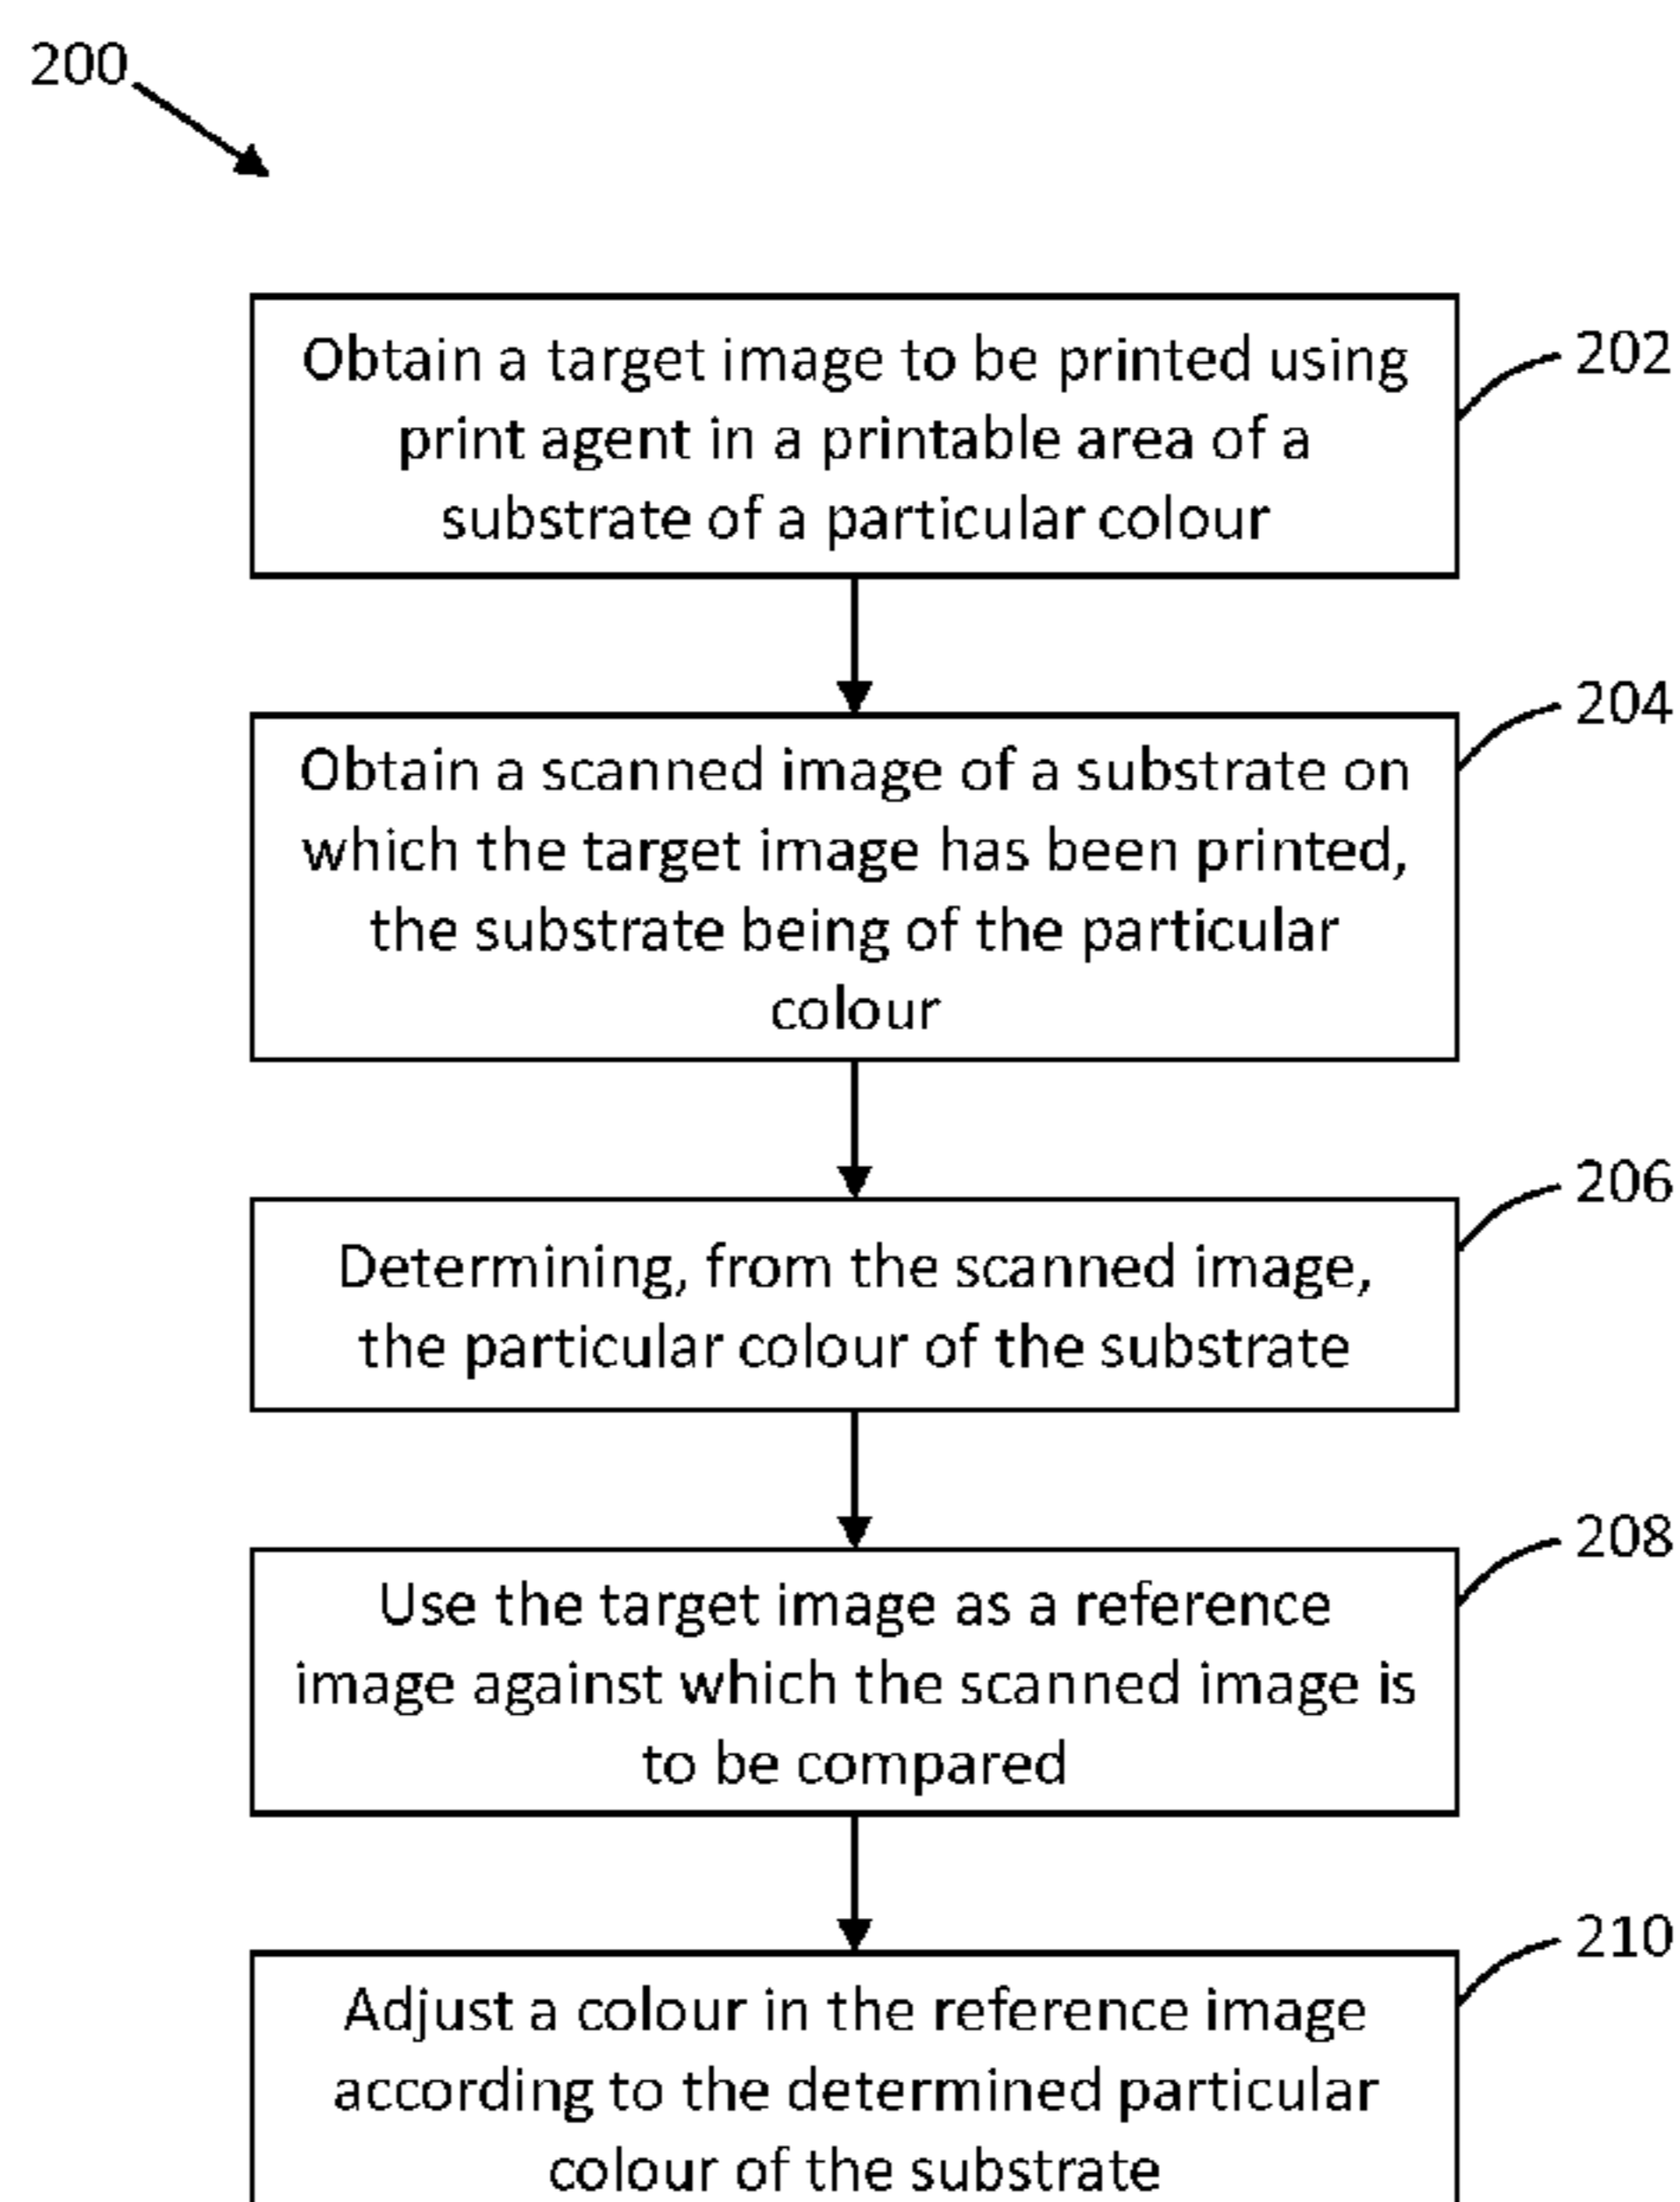 200
Obtain a target image to be printed using
print agent in a printable area of a
substrate of a particular colour
202
Obtain a scanned image of a substrate on
which the target image has been printed,
the substrate being of the particular
colour
204
Determining, from the scanned image,
the particular colour of the substrate
206
Use the target image as a reference
image against which the scanned image is
to be compared
208
Adjust a colour in the reference image
according to the determined particular
colour of the substrate
210